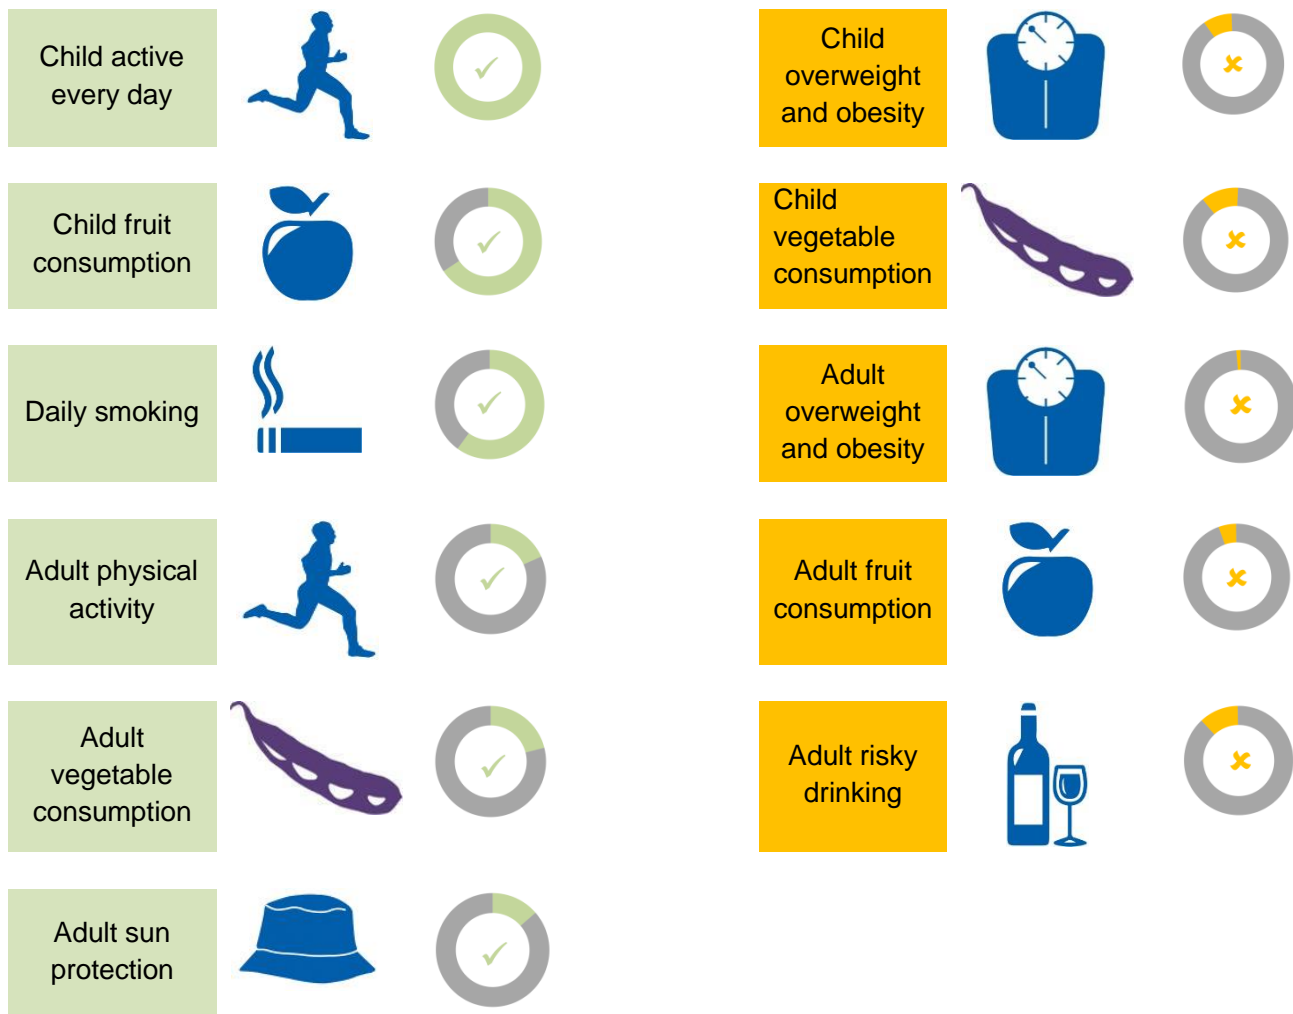 Child active
every day
Child fruit
consumption
Daily smoking
Adult physical
activity
Adult
vegetable
consumption
Adult sun
protection
Child
overweight
and obesity
Child
vegetable
consumption
Adult
overweight
and obesity
Adult fruit
consumption
Adult risky
drinking